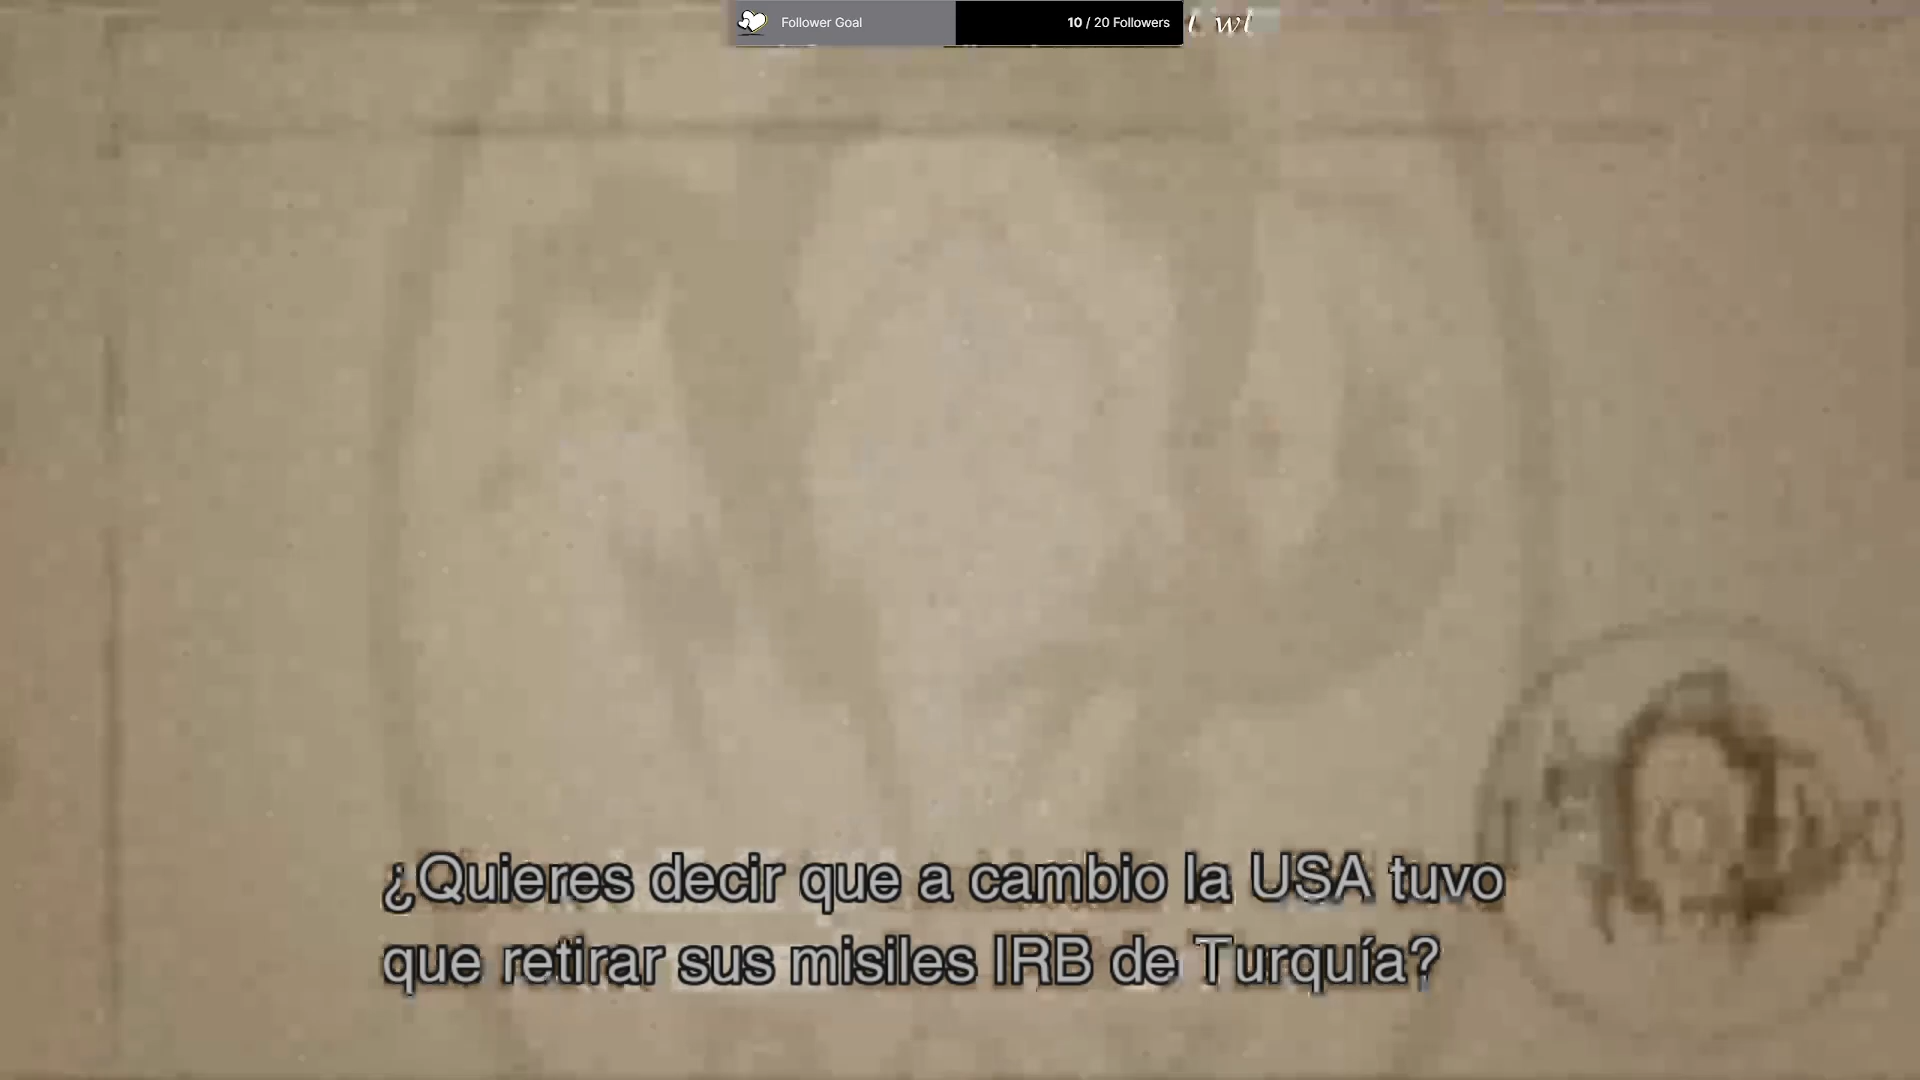 Follower Goal
10 / 20 Followers
¿Quieres decir que a cambio la USA tuvo
que retirar sus misiles IRB de Turquía?